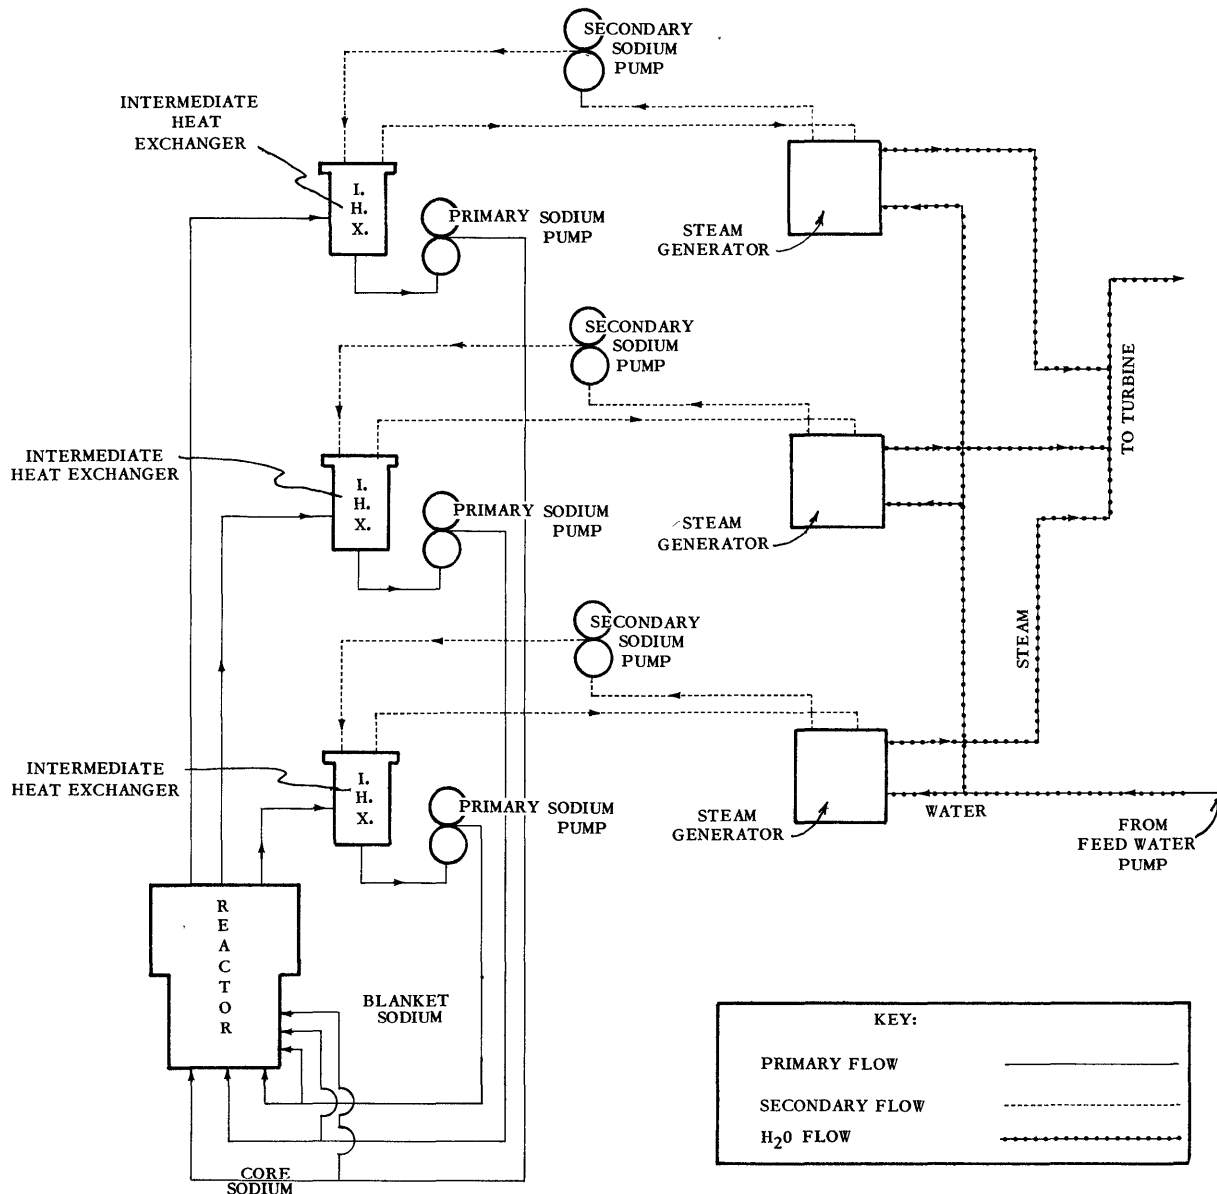 SECONDARY
SODIUM
PUMP
INTERMEDIATE
HEAT
EXCHANGER
I.
H.
X.
PRIMARY SODIUM
PUMP
STEAM
GENERATOR
SECONDARY
SODIUM
PUMP
TO TURBINE
INTERMEDIATE
HEAT EXCHANGER
I.
H.
X.
PRIMARY SODIUM
PUMP
STEAM
GENERATOR
SECONDARY
SODIUM
PUMP
STEAM
INTERMEDIATE
HEAT EXCHANGER
I.
H.
X.
PRIMARY SODIUM
PUMP
STEAM
GENERATOR
WATER
FROM
FEED WATER
PUMP
REACTOR
BLANKET
SODIUM
CORE
SODIUM
KEY:
PRIMARY FLOW
SECONDARY FLOW
H₂0 FLOW